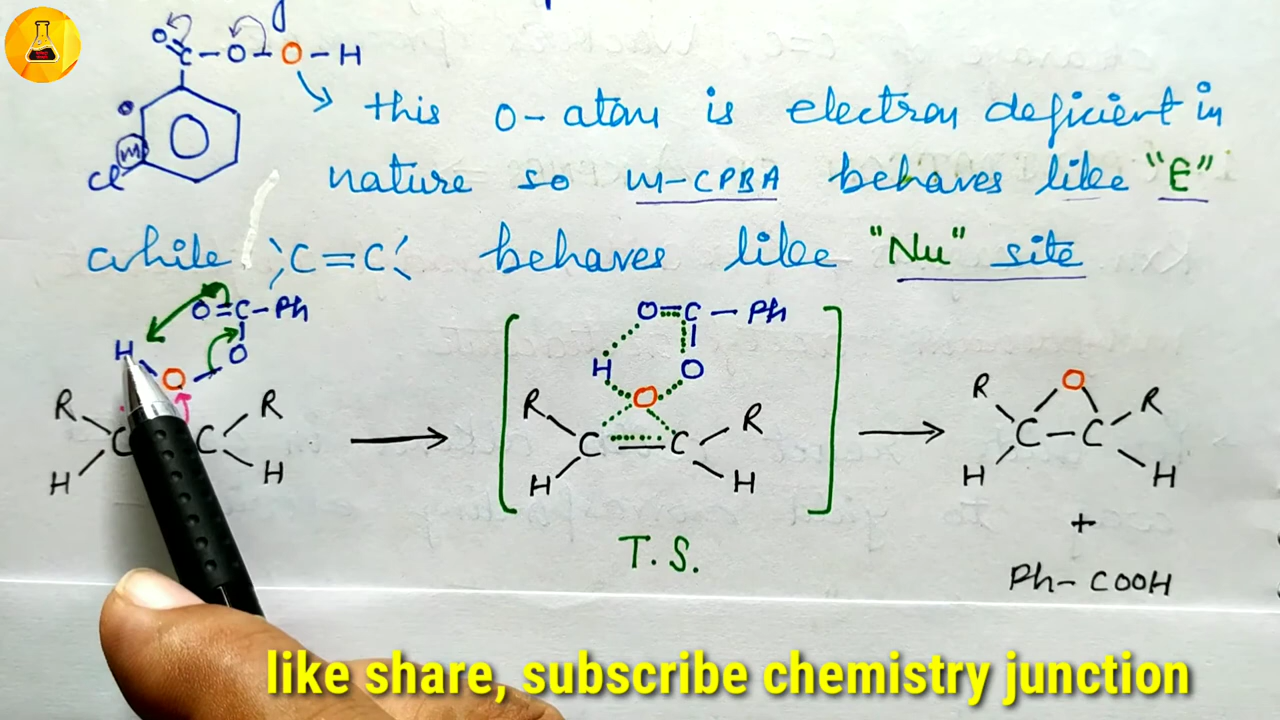 O=C-O-O-H
this O-atom is electron deficient in
m
Cl
nature so m-CPBA behaves like "E"
while >C=C< behaves like "Nu" site
O=C-Ph
H O O
R C C R
H H
O=C-Ph
H O O
R C=C R
H H
T.S.
O
R C-C R
H H
+
Ph-COOH
like share, subscribe chemistry junction